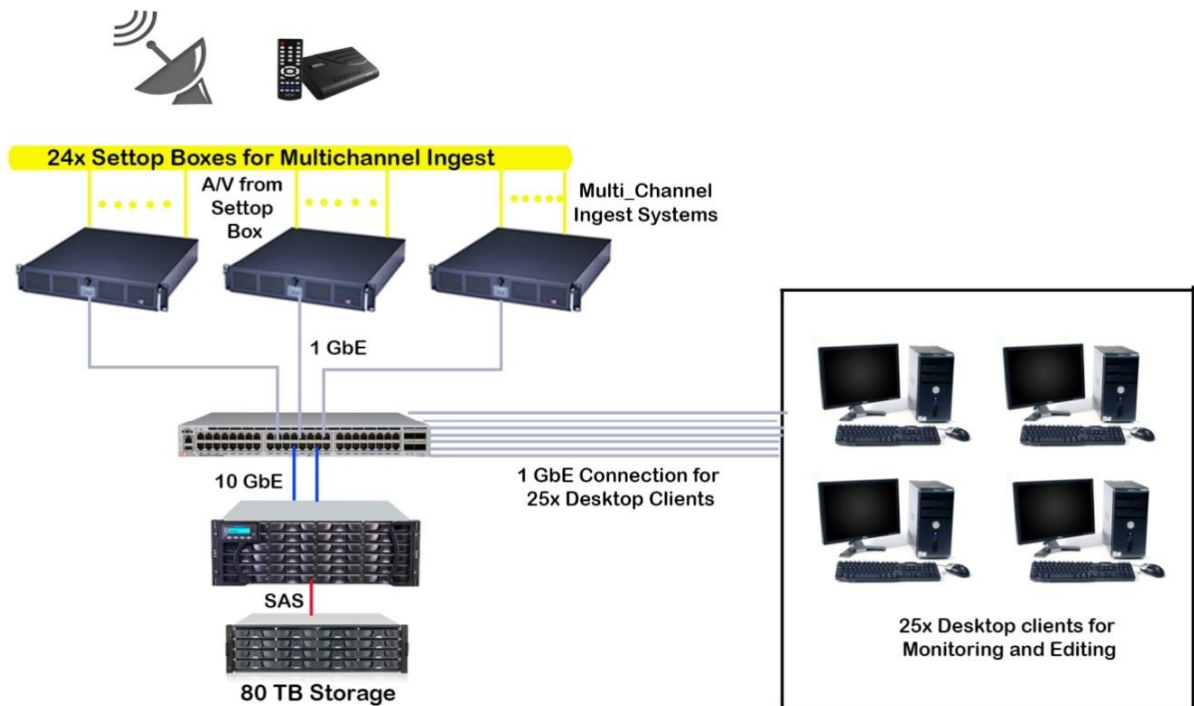 24x Settop Boxes for Multichannel Ingest
A/V from
Settop
Box
Multi_Channel
Ingest Systems
1 GbE
10 GbE
1 GbE Connection for
25x Desktop Clients
SAS
80 TB Storage
25x Desktop clients for
Monitoring and Editing